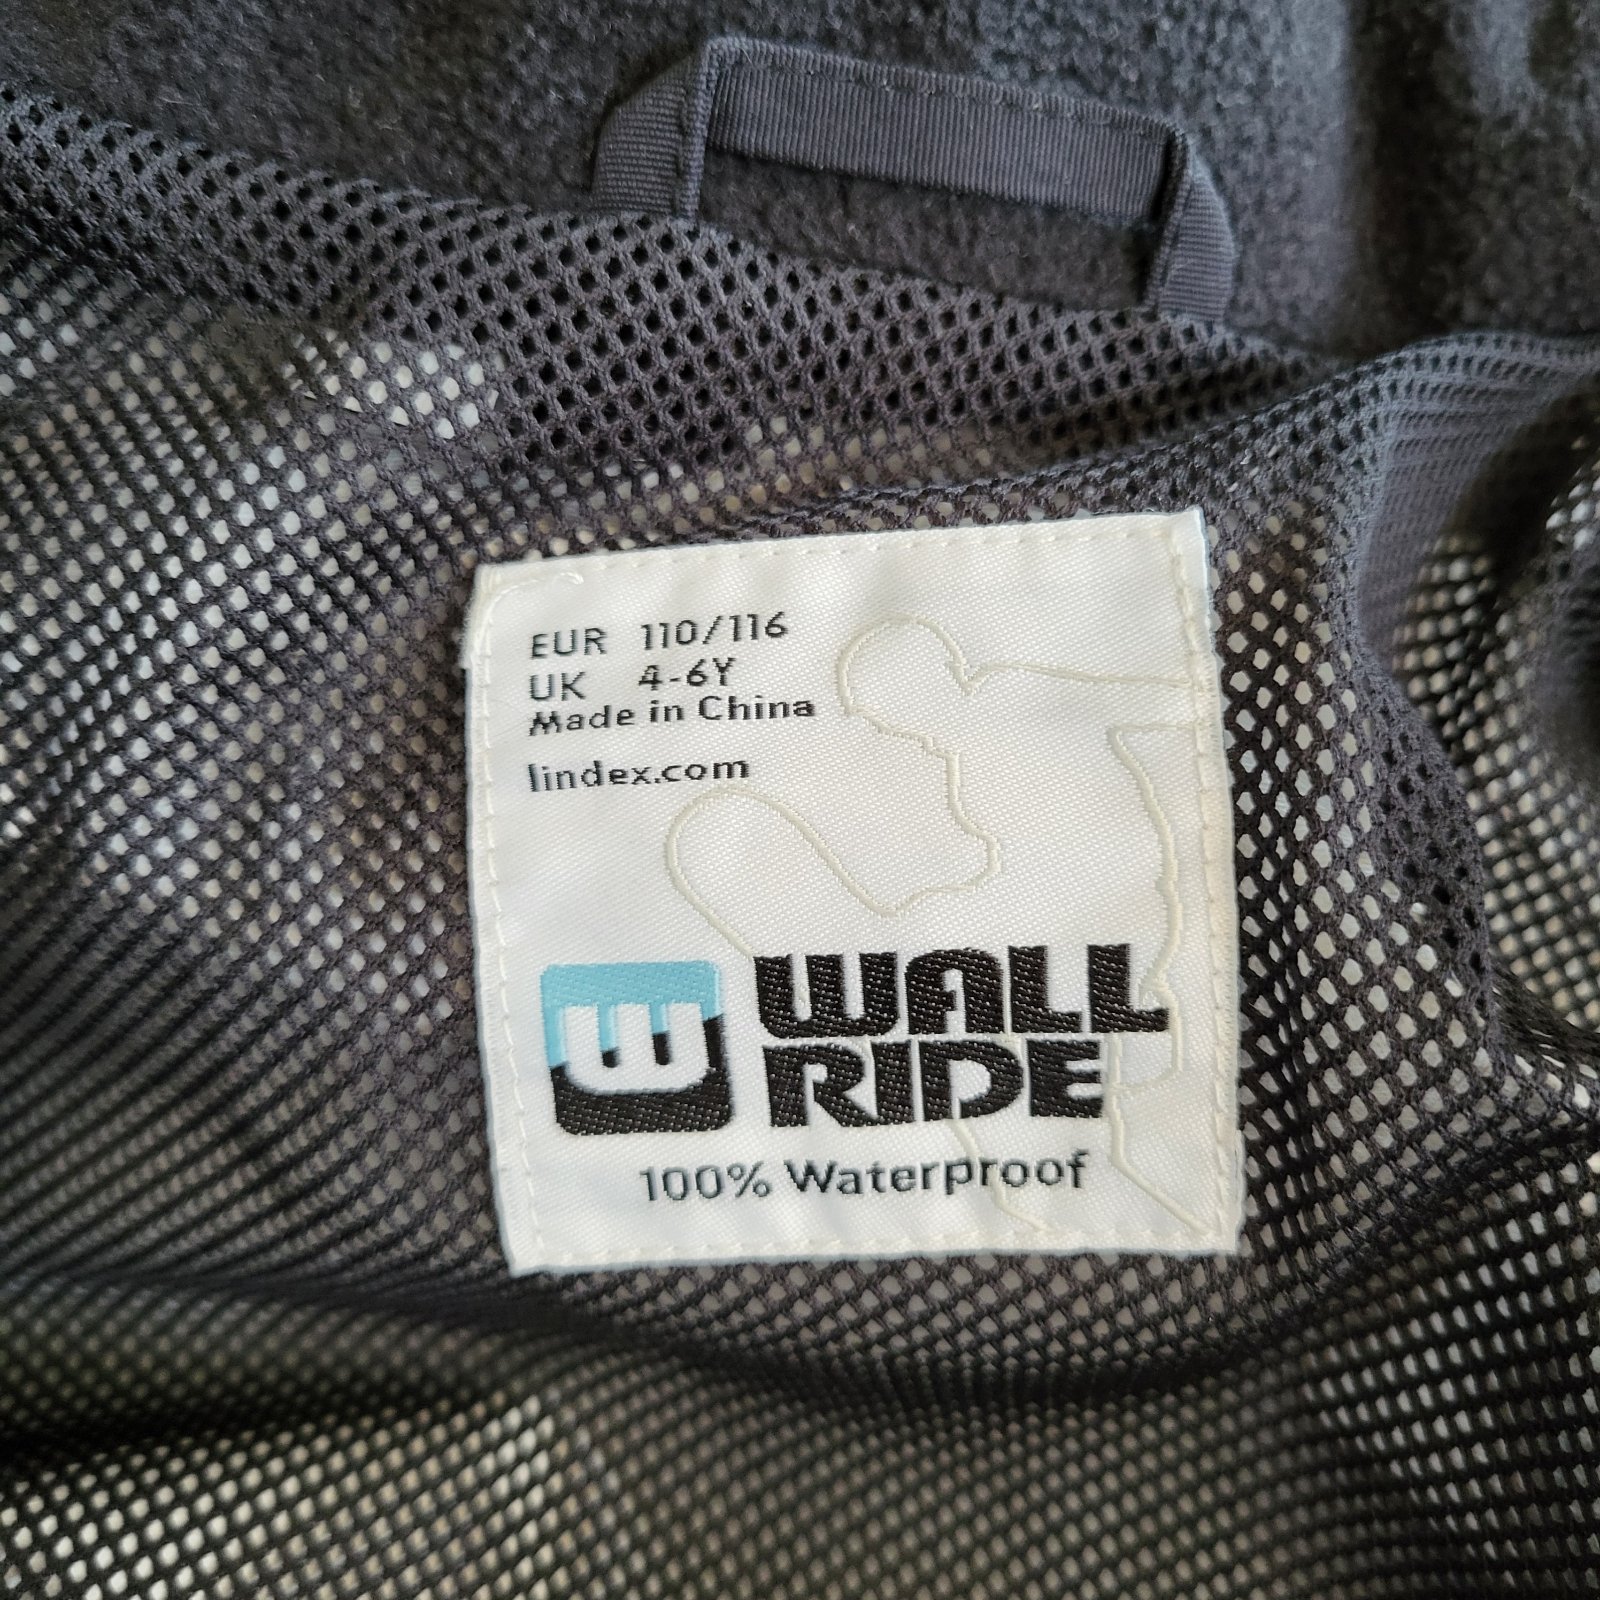 EUR 110/116
UK 4-6Y
Made in China
lindex.com
W WALL
RIDE
100% Waterproof